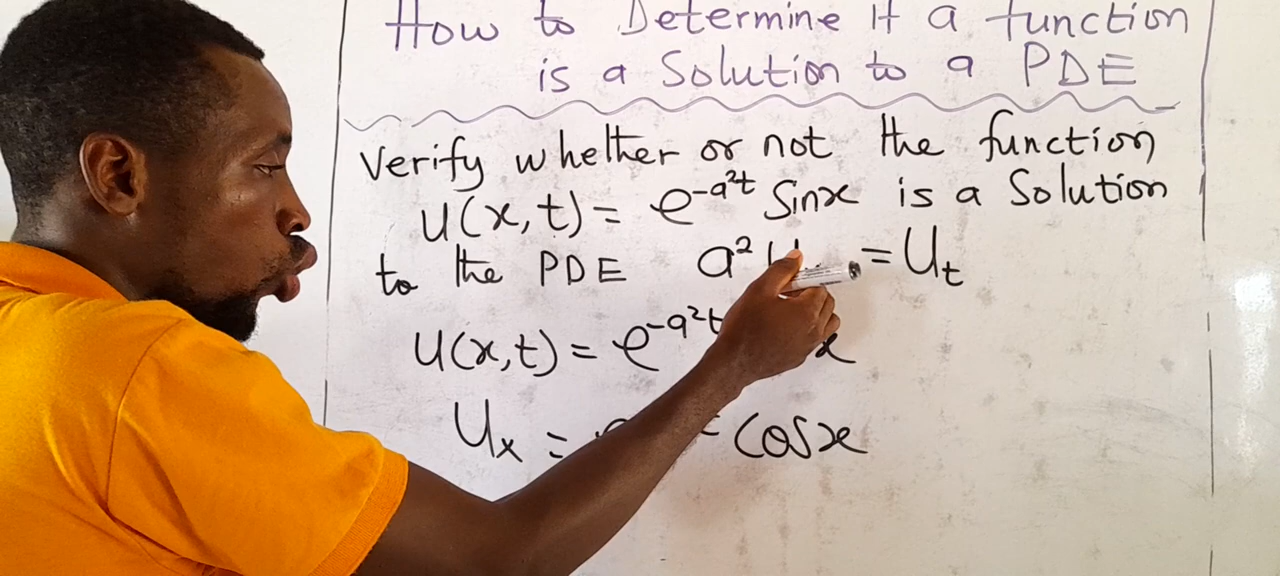 How to Determine If a function
is a Solution to a PDE
Verify whether or not the function
u(x,t) = e^{-a²t} Sinx is a Solution
to the PDE a² = U_t
u(x,t) = e^{-a²t} x
U_x = cosx